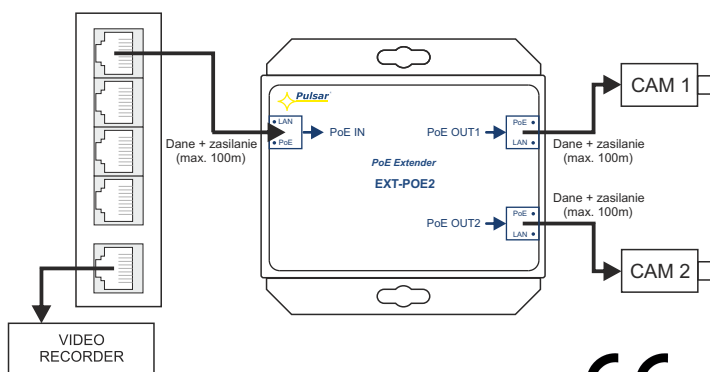 Pulsar
• LAN
• PoE
PoE IN
Dane + zasilanie
(max. 100m)
PoE Extender
EXT-POE2
PoE OUT1
PoE •
LAN •
Dane + zasilanie
(max. 100m)
CAM 1
Dane + zasilanie
(max. 100m)
PoE OUT2
PoE •
LAN •
CAM 2
VIDEO
RECORDER
CE